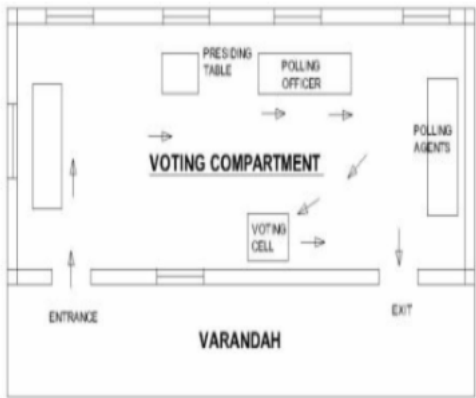 PRESIDING
TABLE
POLLING
OFFICER
POLLING
AGENTS
VOTING COMPARTMENT
VOTING
CELL
ENTRANCE
EXIT
VARANDAH